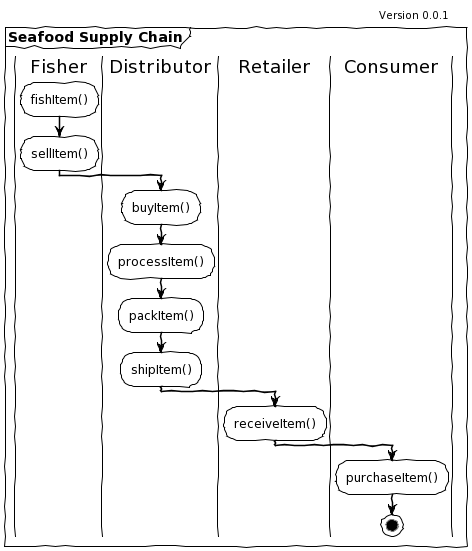 Version 0.0.1
Seafood Supply Chain
Fisher Distributor Retailer Consumer
fishItem()
sellItem()
buyItem()
processItem()
packItem()
shipItem()
receiveItem()
purchaseItem()